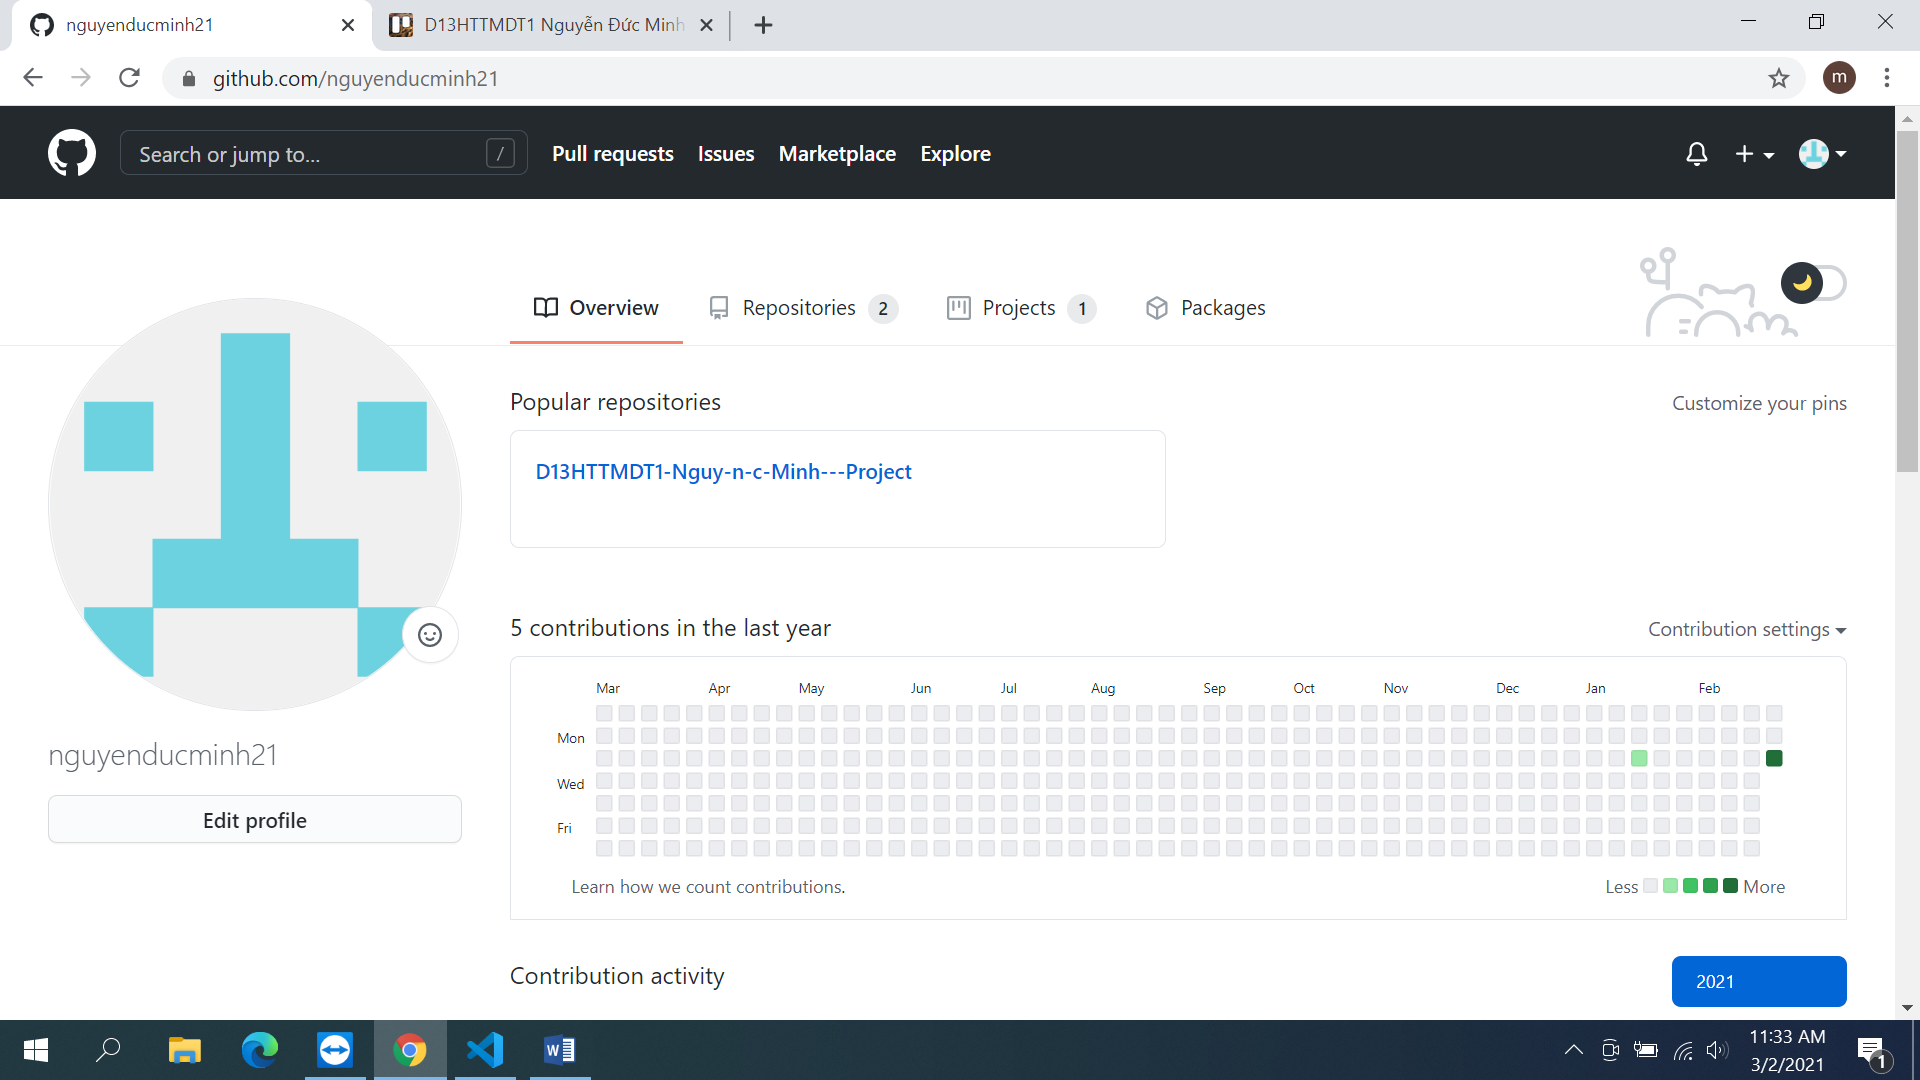 nguyenducminh21
D13HTTMDT1 Nguyễn Đức Minh
github.com/nguyenducminh21
m
Search or jump to... /
Pull requests Issues Marketplace Explore
Overview Repositories 2 Projects 1 Packages
Popular repositories
Customize your pins
D13HTTMDT1-Nguy-n-c-Minh---Project
5 contributions in the last year
Contribution settings
Mar Apr May Jun Jul Aug Sep Oct Nov Dec Jan Feb
Mon
Wed
Fri
Learn how we count contributions.
Less More
nguyenducminh21
Edit profile
Contribution activity
2021
W
11:33 AM
3/2/2021
1